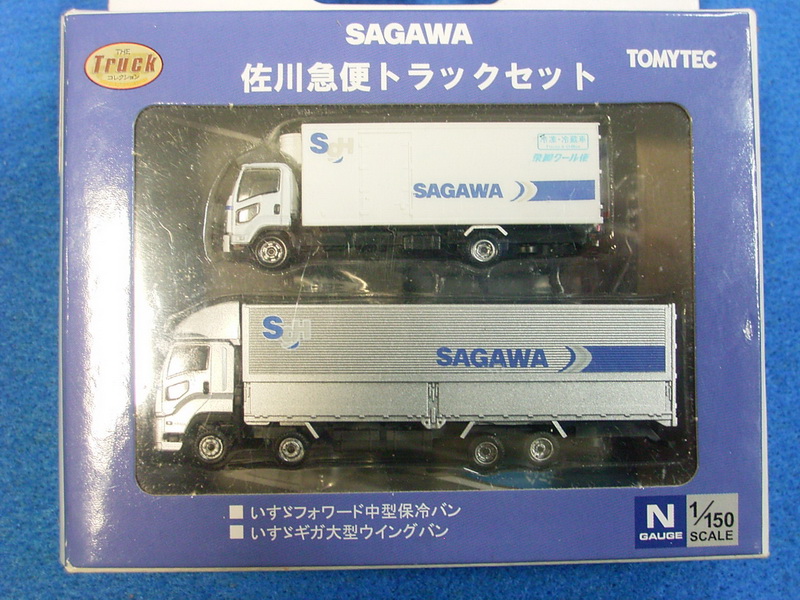 SAGAWA
THE
Truck
コレクション
佐川急便トラックセット
TOMYTEC
SGH
冷凍・冷蔵車
飛脚クール便
SAGAWA
SGH
SAGAWA
■ いすゞフォワード中型保冷バン
■ いすゞギガ大型ウイングバン
N
GAUGE
1/150
SCALE